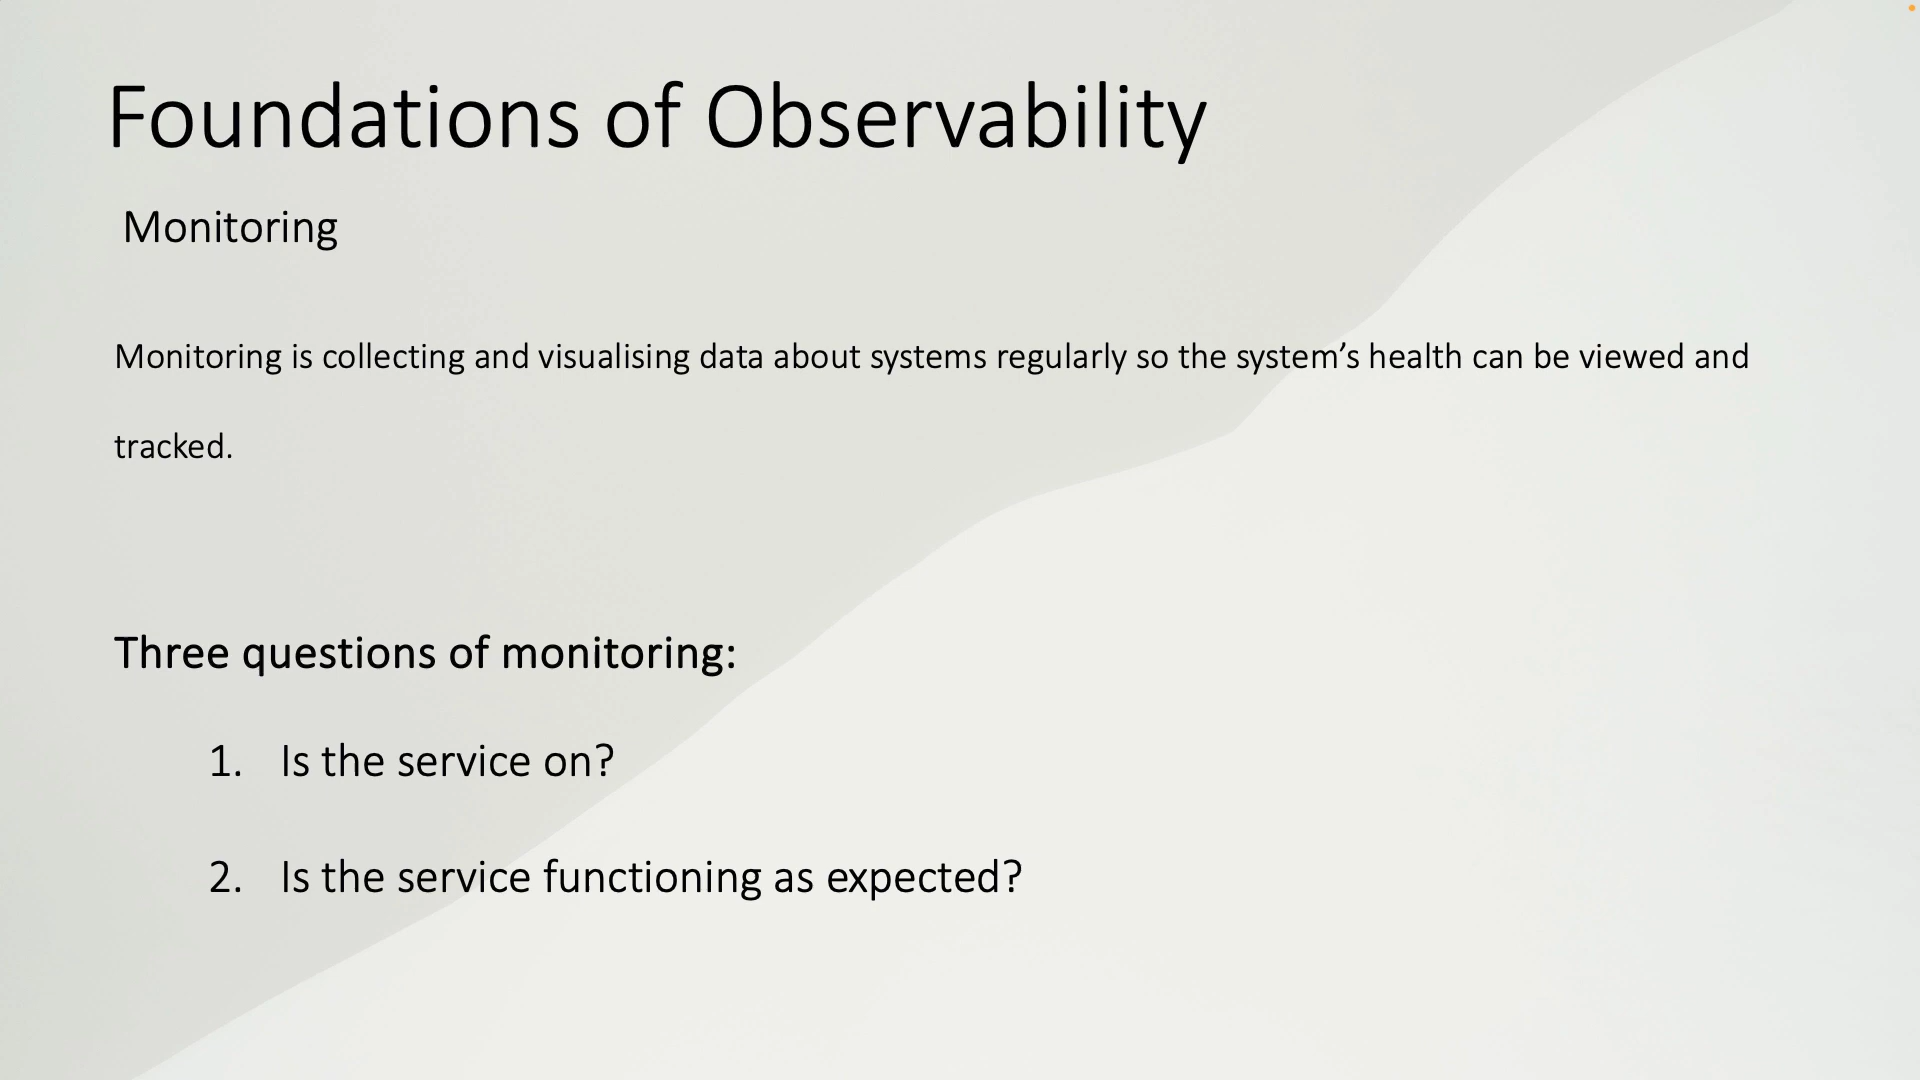 Foundations of Observability
Monitoring
Monitoring is collecting and visualising data about systems regularly so the system’s health can be viewed and
tracked.
Three questions of monitoring:
1. Is the service on?
2. Is the service functioning as expected?